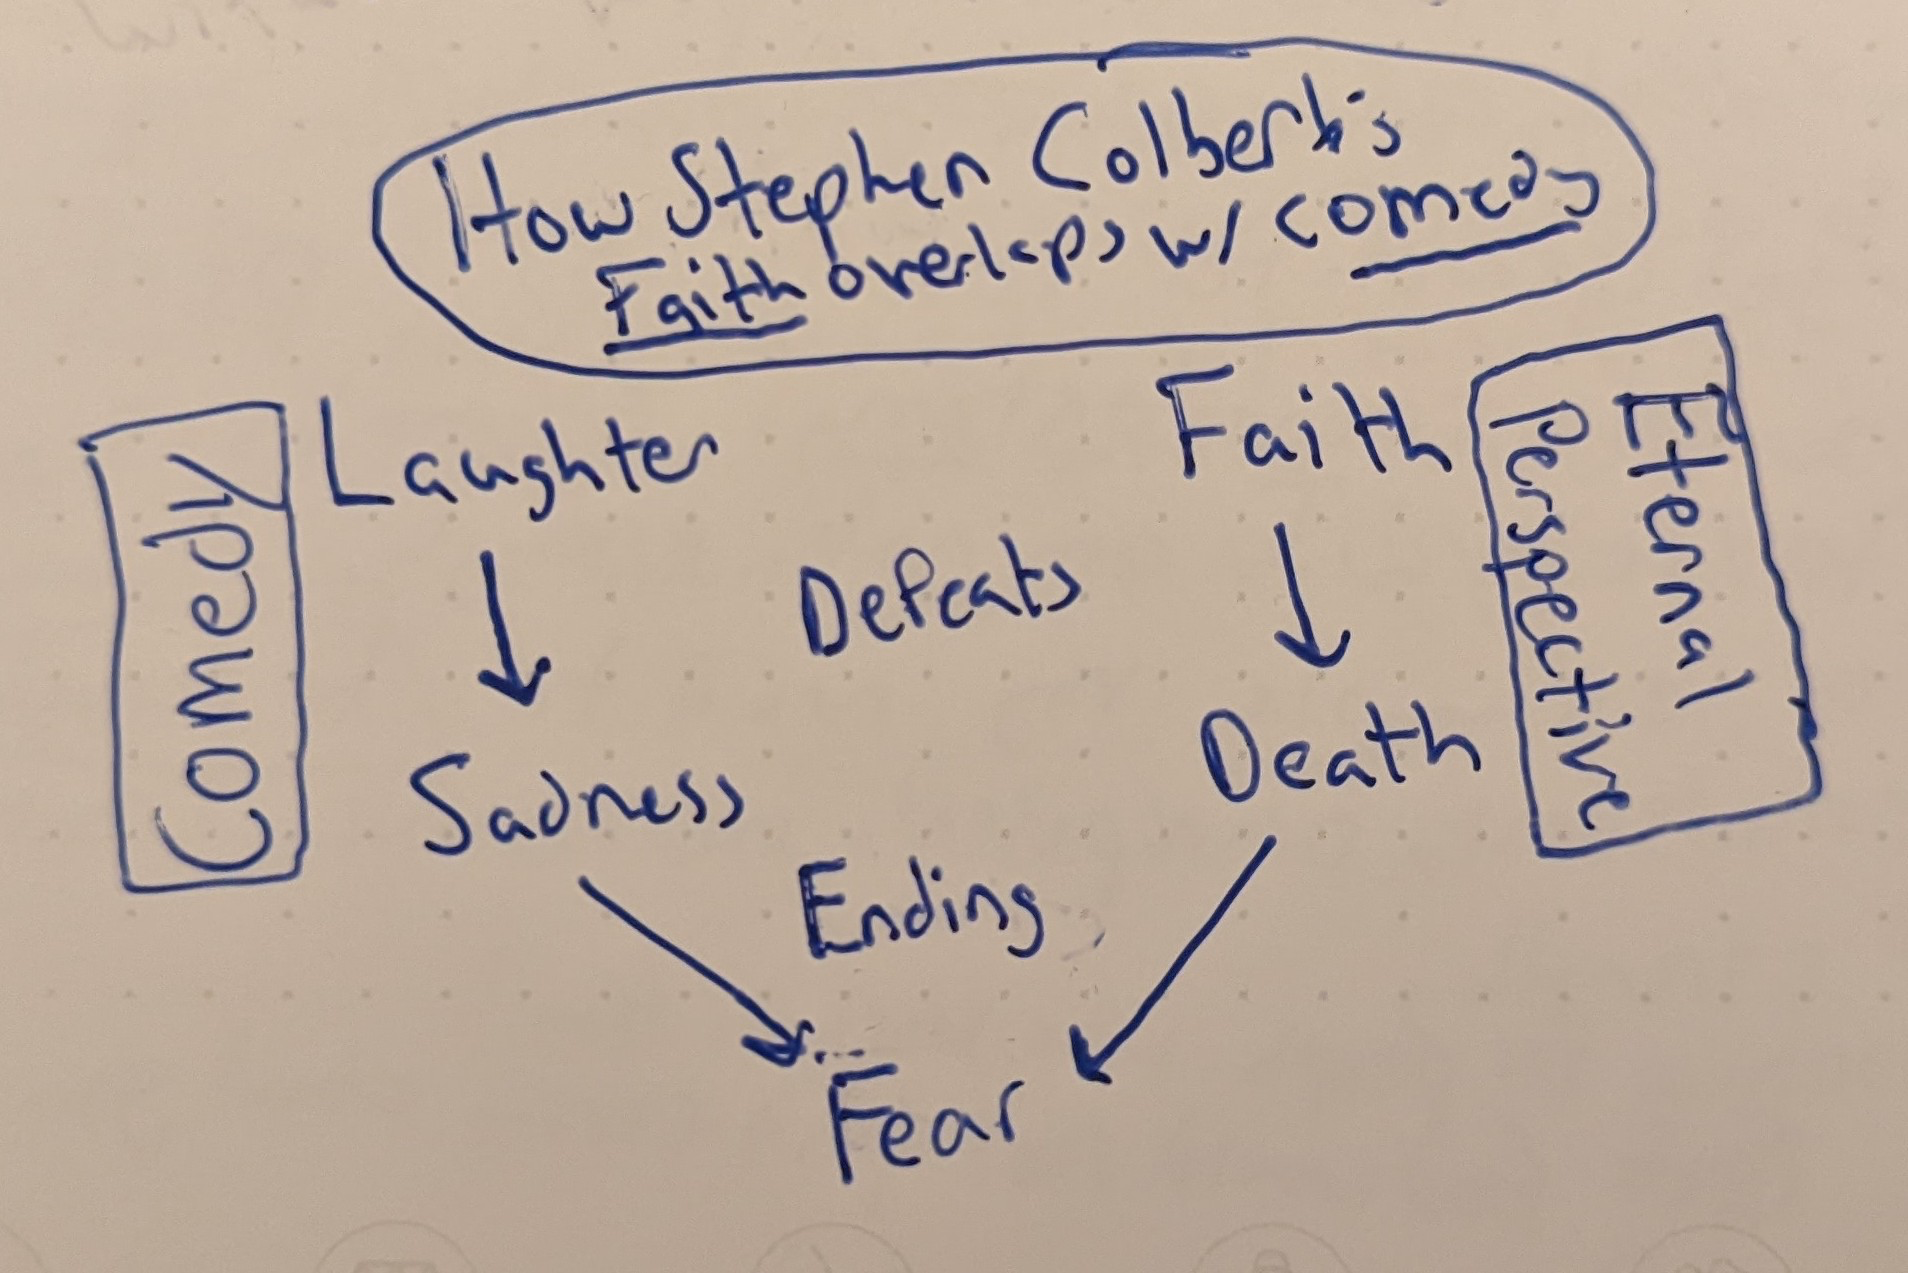 How Stephen Colbert's
Faith overlaps w/ comedy
Comedy
Laughter
Faith
Eternal
Perspective
Defeats
Sadness
Death
Ending
Fear